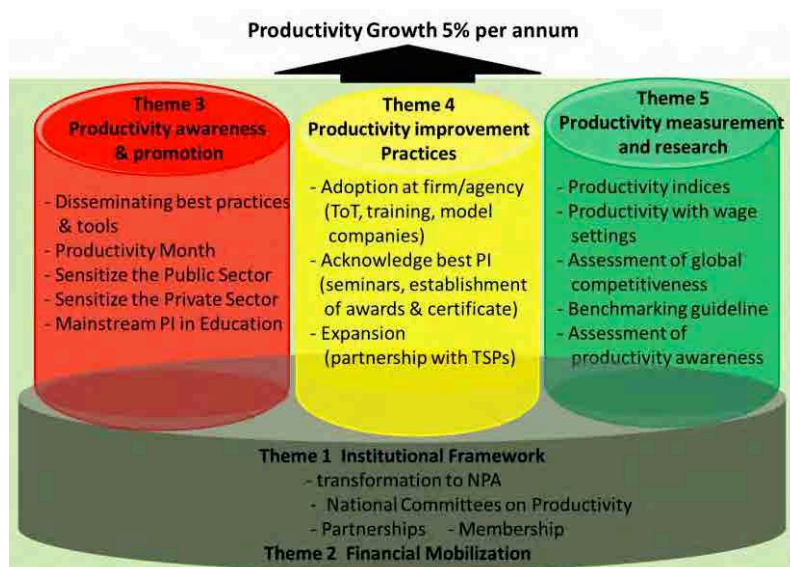 Productivity Growth 5% per annum
Theme 3
Productivity awareness
& promotion
- Disseminating best practices
& tools
- Productivity Month
- Sensitize the Public Sector
- Sensitize the Private Sector
- Mainstream PI in Education
Theme 4
Productivity improvement
Practices
- Adoption at firm/agency
(ToT, training, model
companies)
- Acknowledge best PI
(seminars, establishment
of awards & certificate)
- Expansion
(partnership with TSPs)
Theme 5
Productivity measurement
and research
- Productivity indices
- Productivity with wage
settings
- Assessment of global
competitiveness
- Benchmarking guideline
- Assessment of
productivity awareness
Theme 1 Institutional Framework
- transformation to NPA
- National Committees on Productivity
- Partnerships - Membership
Theme 2 Financial Mobilization